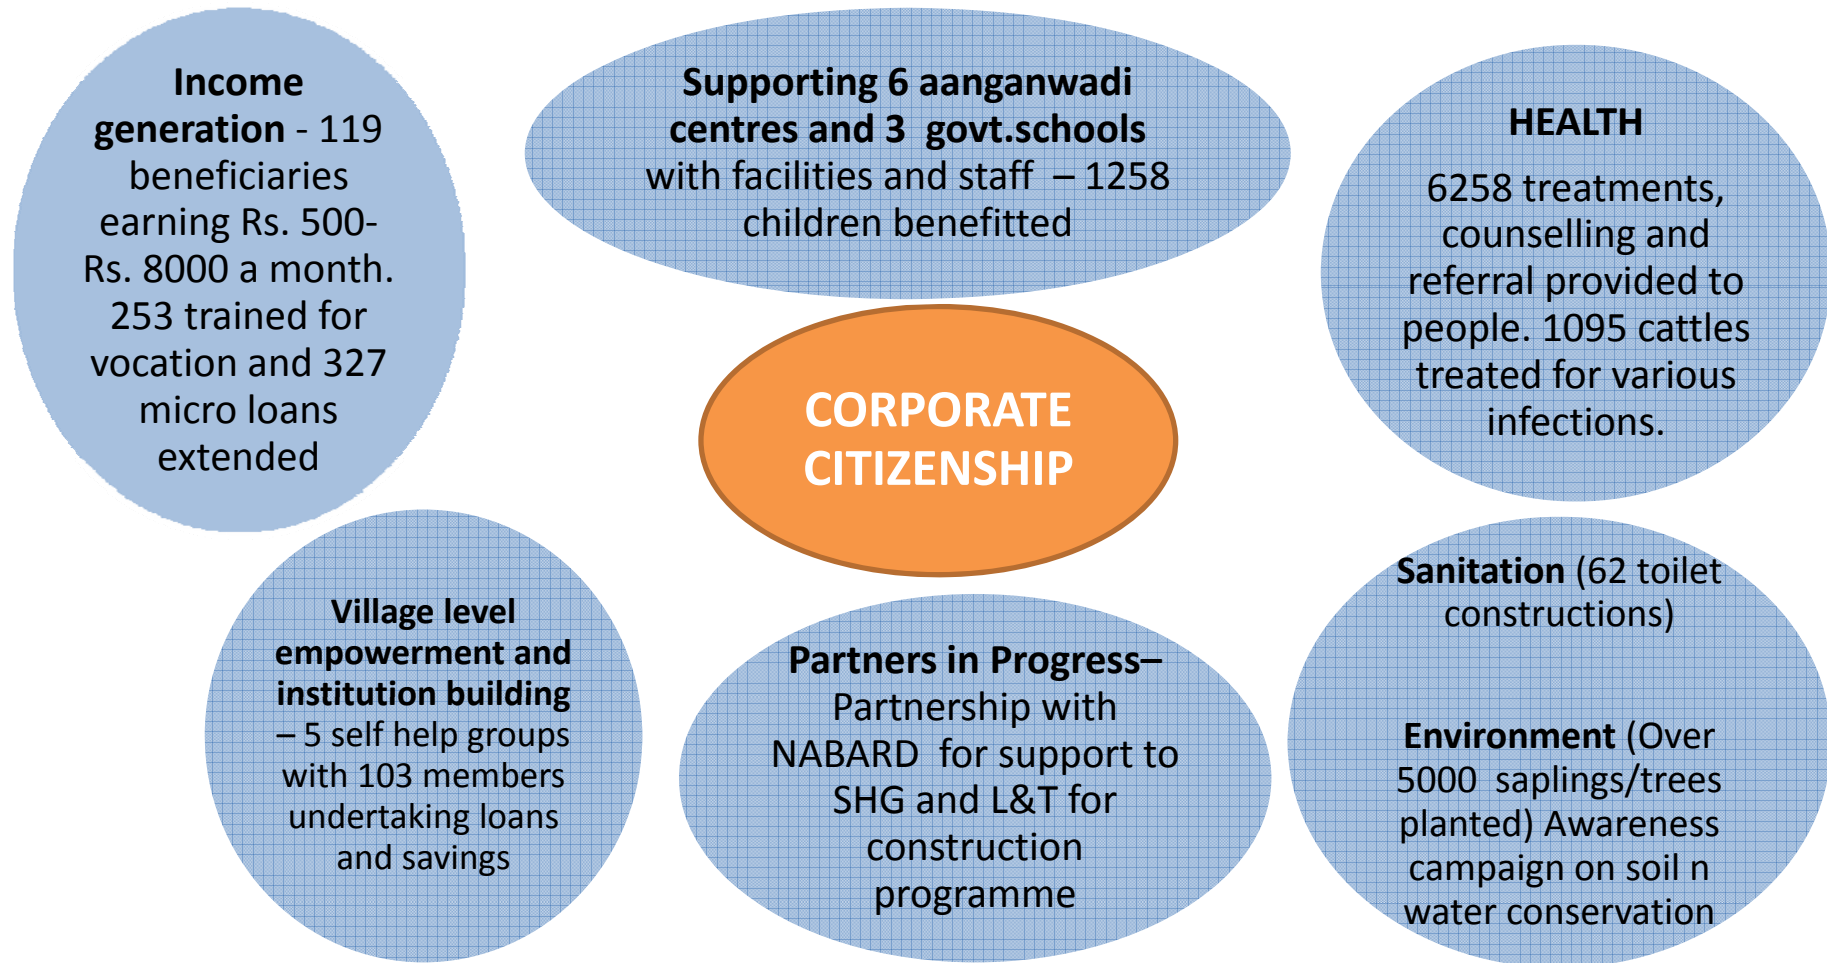 Income
generation - 119
beneficiaries
earning Rs. 500-
Rs. 8000 a month.
253 trained for
vocation and 327
micro loans
extended
Supporting 6 aanganwadi
centres and 3 govt.schools
with facilities and staff – 1258
children benefitted
HEALTH
6258 treatments,
counselling and
referral provided to
people. 1095 cattles
treated for various
infections.
CORPORATE
CITIZENSHIP
Village level
empowerment and
institution building
– 5 self help groups
with 103 members
undertaking loans
and savings
Partners in Progress–
Partnership with
NABARD for support to
SHG and L&T for
construction
programme
Sanitation (62 toilet
constructions)
Environment (Over
5000 saplings/trees
planted) Awareness
campaign on soil n
water conservation